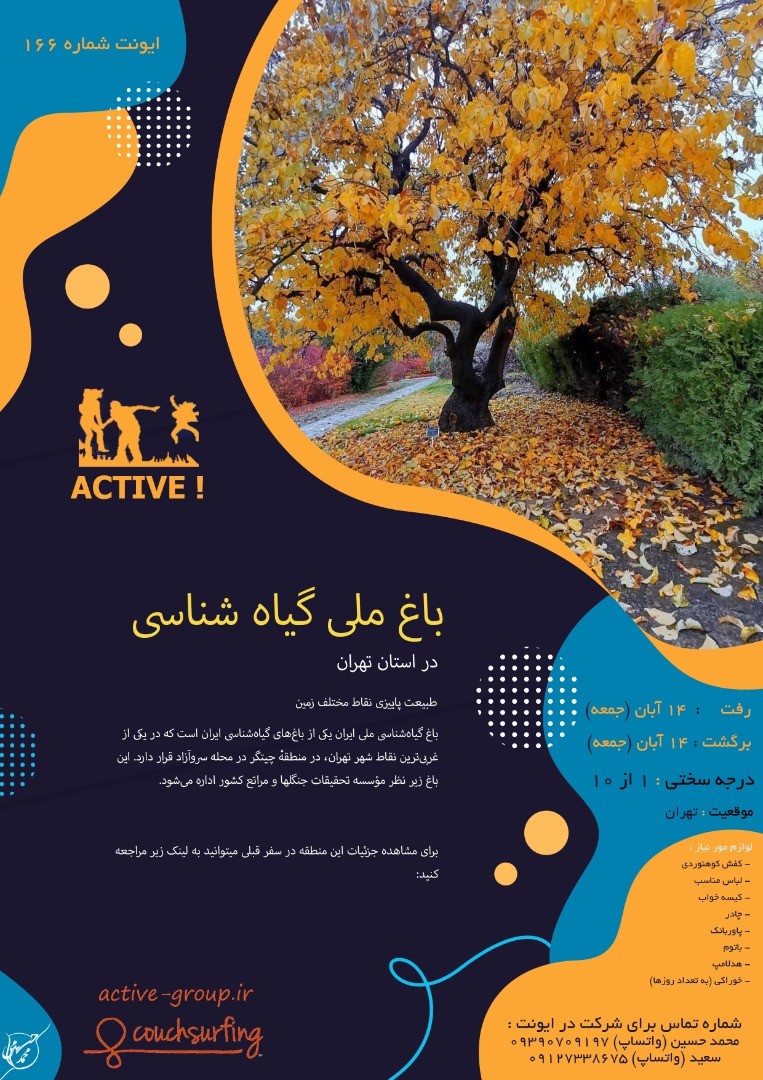 ایونت شماره ۱۶۶
ACTIVE !
باغ ملی گیاه شناسی
در استان تهران
طبیعت پاییزی نقاط مختلف زمین
باغ گیاه‌شناسی ملی ایران یکی از باغ‌های گیاه‌شناسی ایران است که در یکی از
غربی‌ترین نقاط شهر تهران، در منطقهٔ چیتگر در محله سروآزاد قرار دارد. این
باغ زیر نظر مؤسسه تحقیقات جنگلها و مراتع کشور اداره می‌شود.
برای مشاهده جزئیات این منطقه در سفر قبلی میتوانید به لینک زیر مراجعه
کنید:
رفت : ۱۴ آبان (جمعه)
برگشت : ۱۴ آبان (جمعه)
درجه سختی : ۱ از ۱۰
موقعیت : تهران
لوازم مور نیاز :
- کفش کوهنوردی
- لباس مناسب
- کیسه خواب
- چادر
- پاوربانک
- باتوم
- هدلامپ
- خوراکی (به تعداد روزها)
active-group.ir
couchsurfing
شماره تماس برای شرکت در ایونت :
محمد حسین (واتساپ) ۰۹۳۹۰۷۰۹۱۹۷
سعید (واتساپ) ۰۹۱۲۷۳۳۸۶۷۵